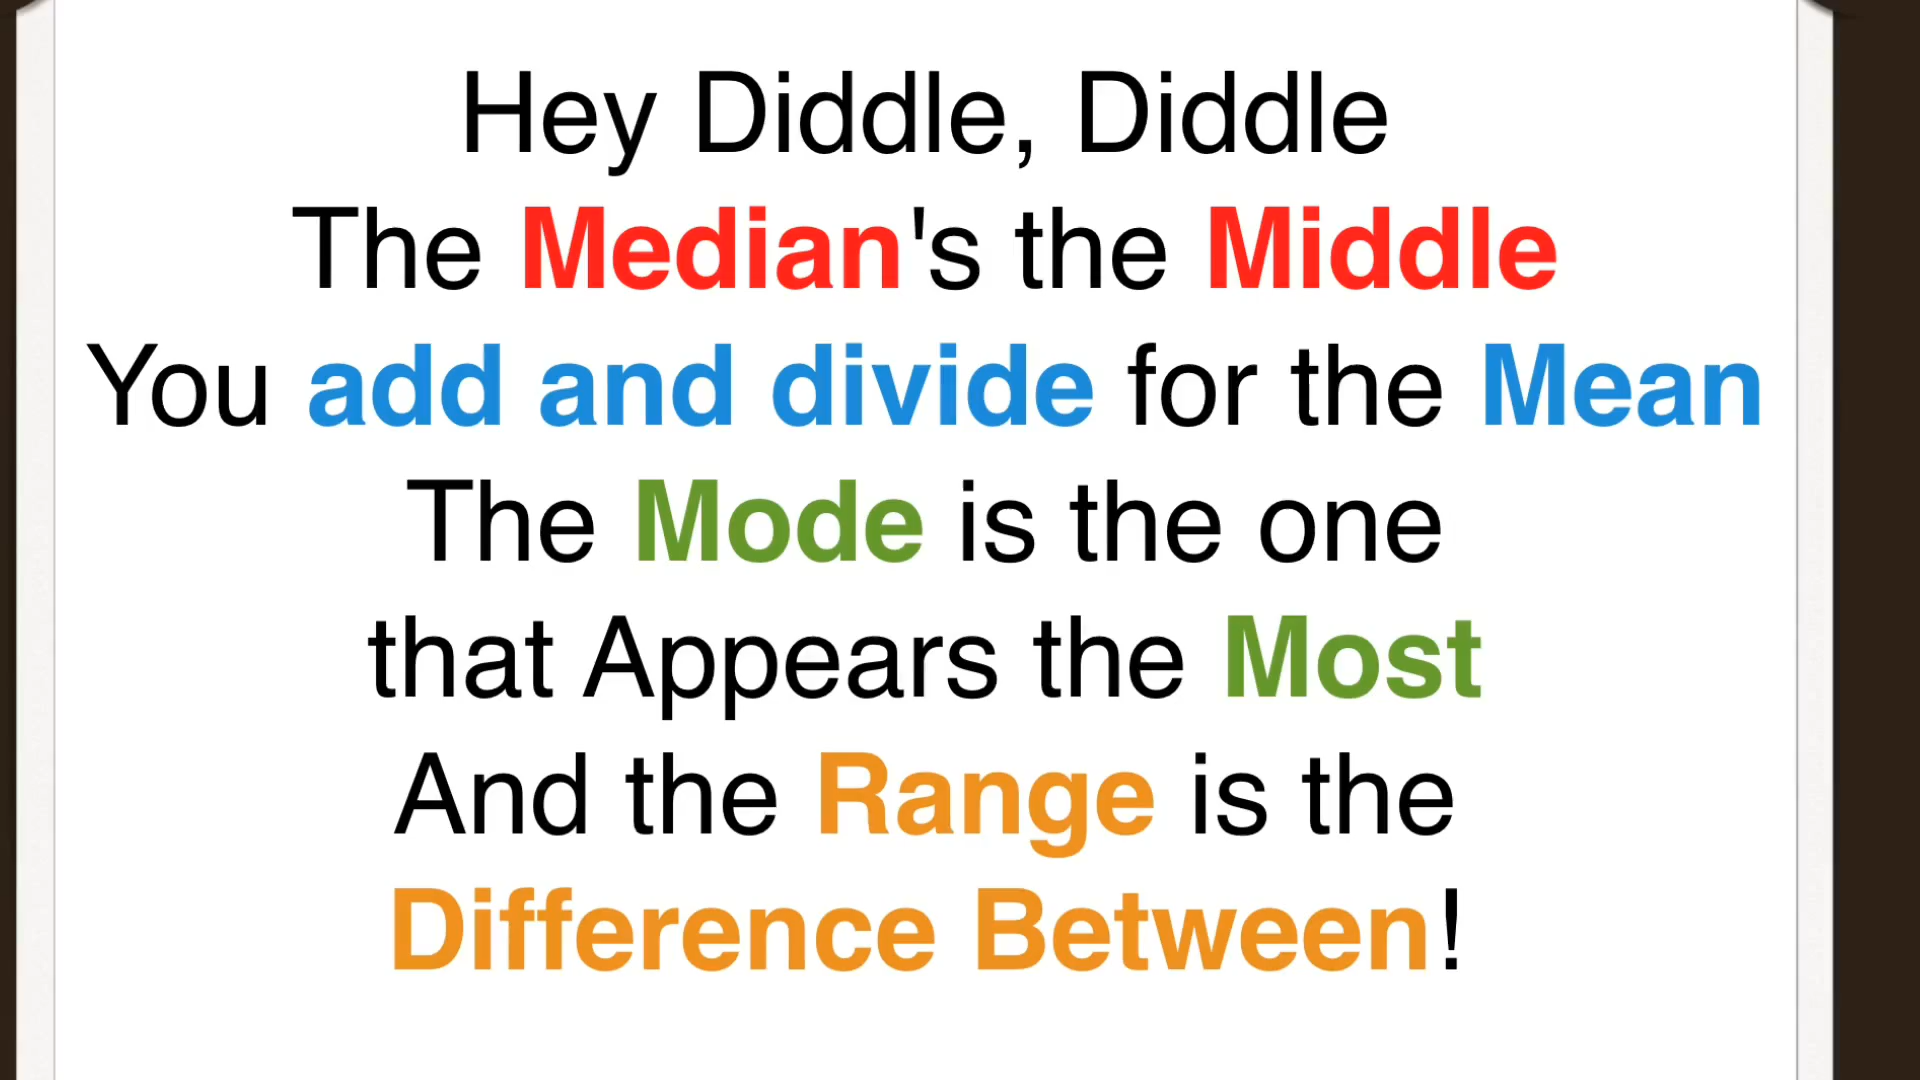 Hey Diddle, Diddle
The Median's the Middle
You add and divide for the Mean
The Mode is the one
that Appears the Most
And the Range is the
Difference Between!